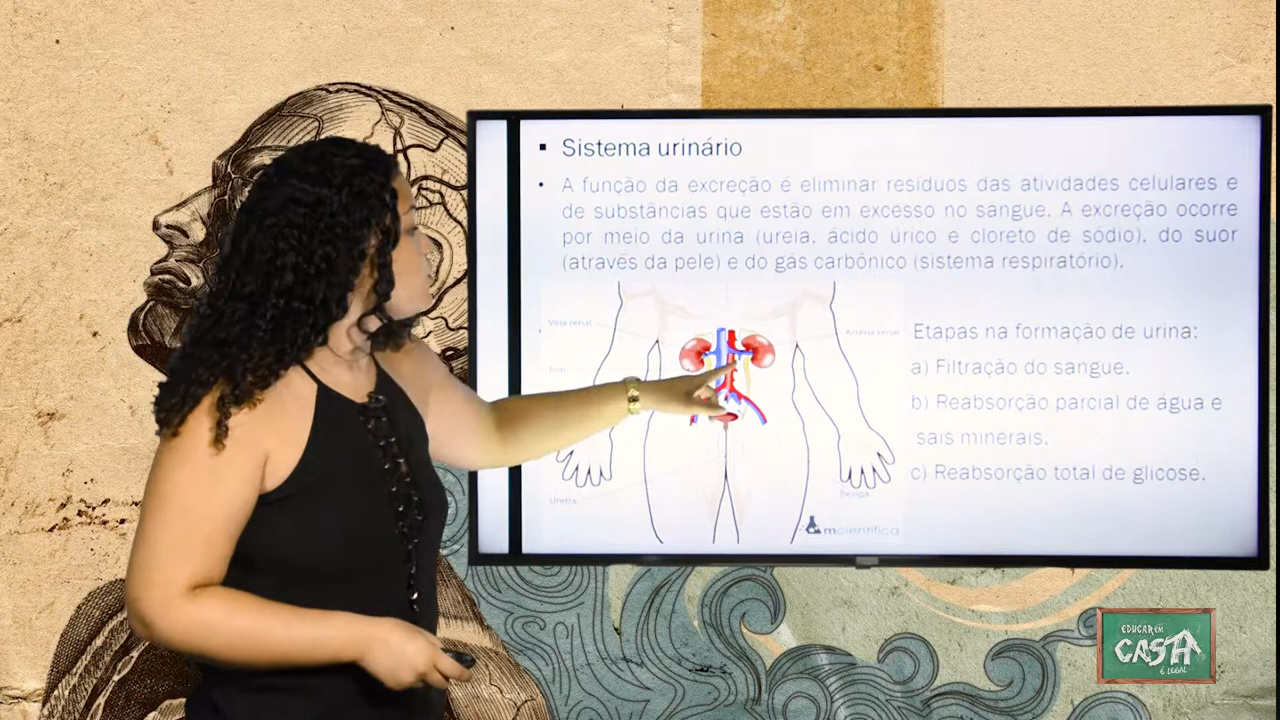 Sistema urinário
A função da excreção é eliminar resíduos das atividades celulares e
de substâncias que estão em excesso no sangue. A excreção ocorre
por meio da urina (ureia, ácido úrico e cloreto de sódio), do suor
(através da pele) e do gás carbônico (sistema respiratório).
Veia renal
Artéria renal
Rim
Uretra
Bexiga
mcientífica
Etapas na formação de urina:
a) Filtração do sangue.
b) Reabsorção parcial de água e
sais minerais.
c) Reabsorção total de glicose.
EDUCAR EM
CASA
É LEGAL